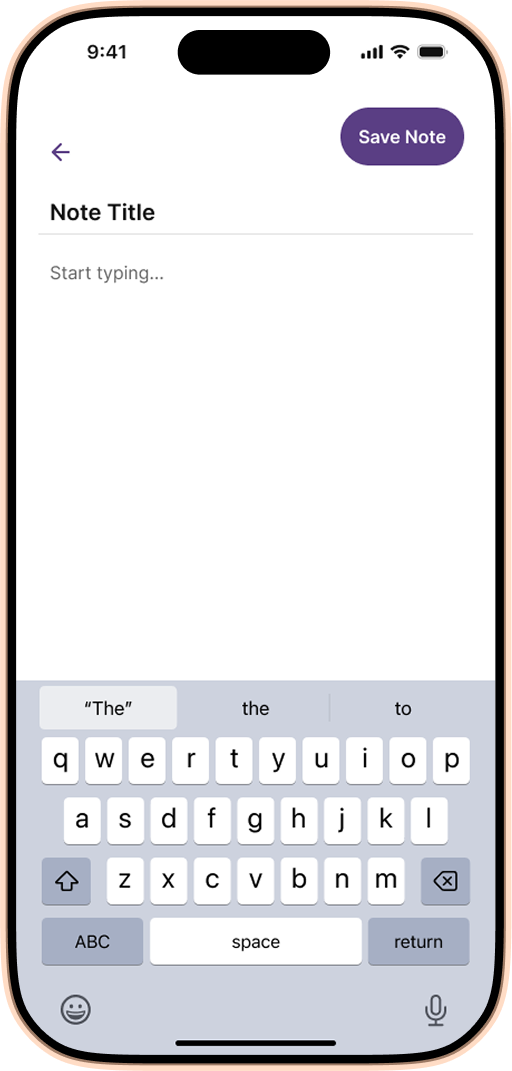 9:41
Save Note
Note Title
Start typing...
“The” the to
q w e r t y u i o p
a s d f g h j k l
z x c v b n m
ABC space return